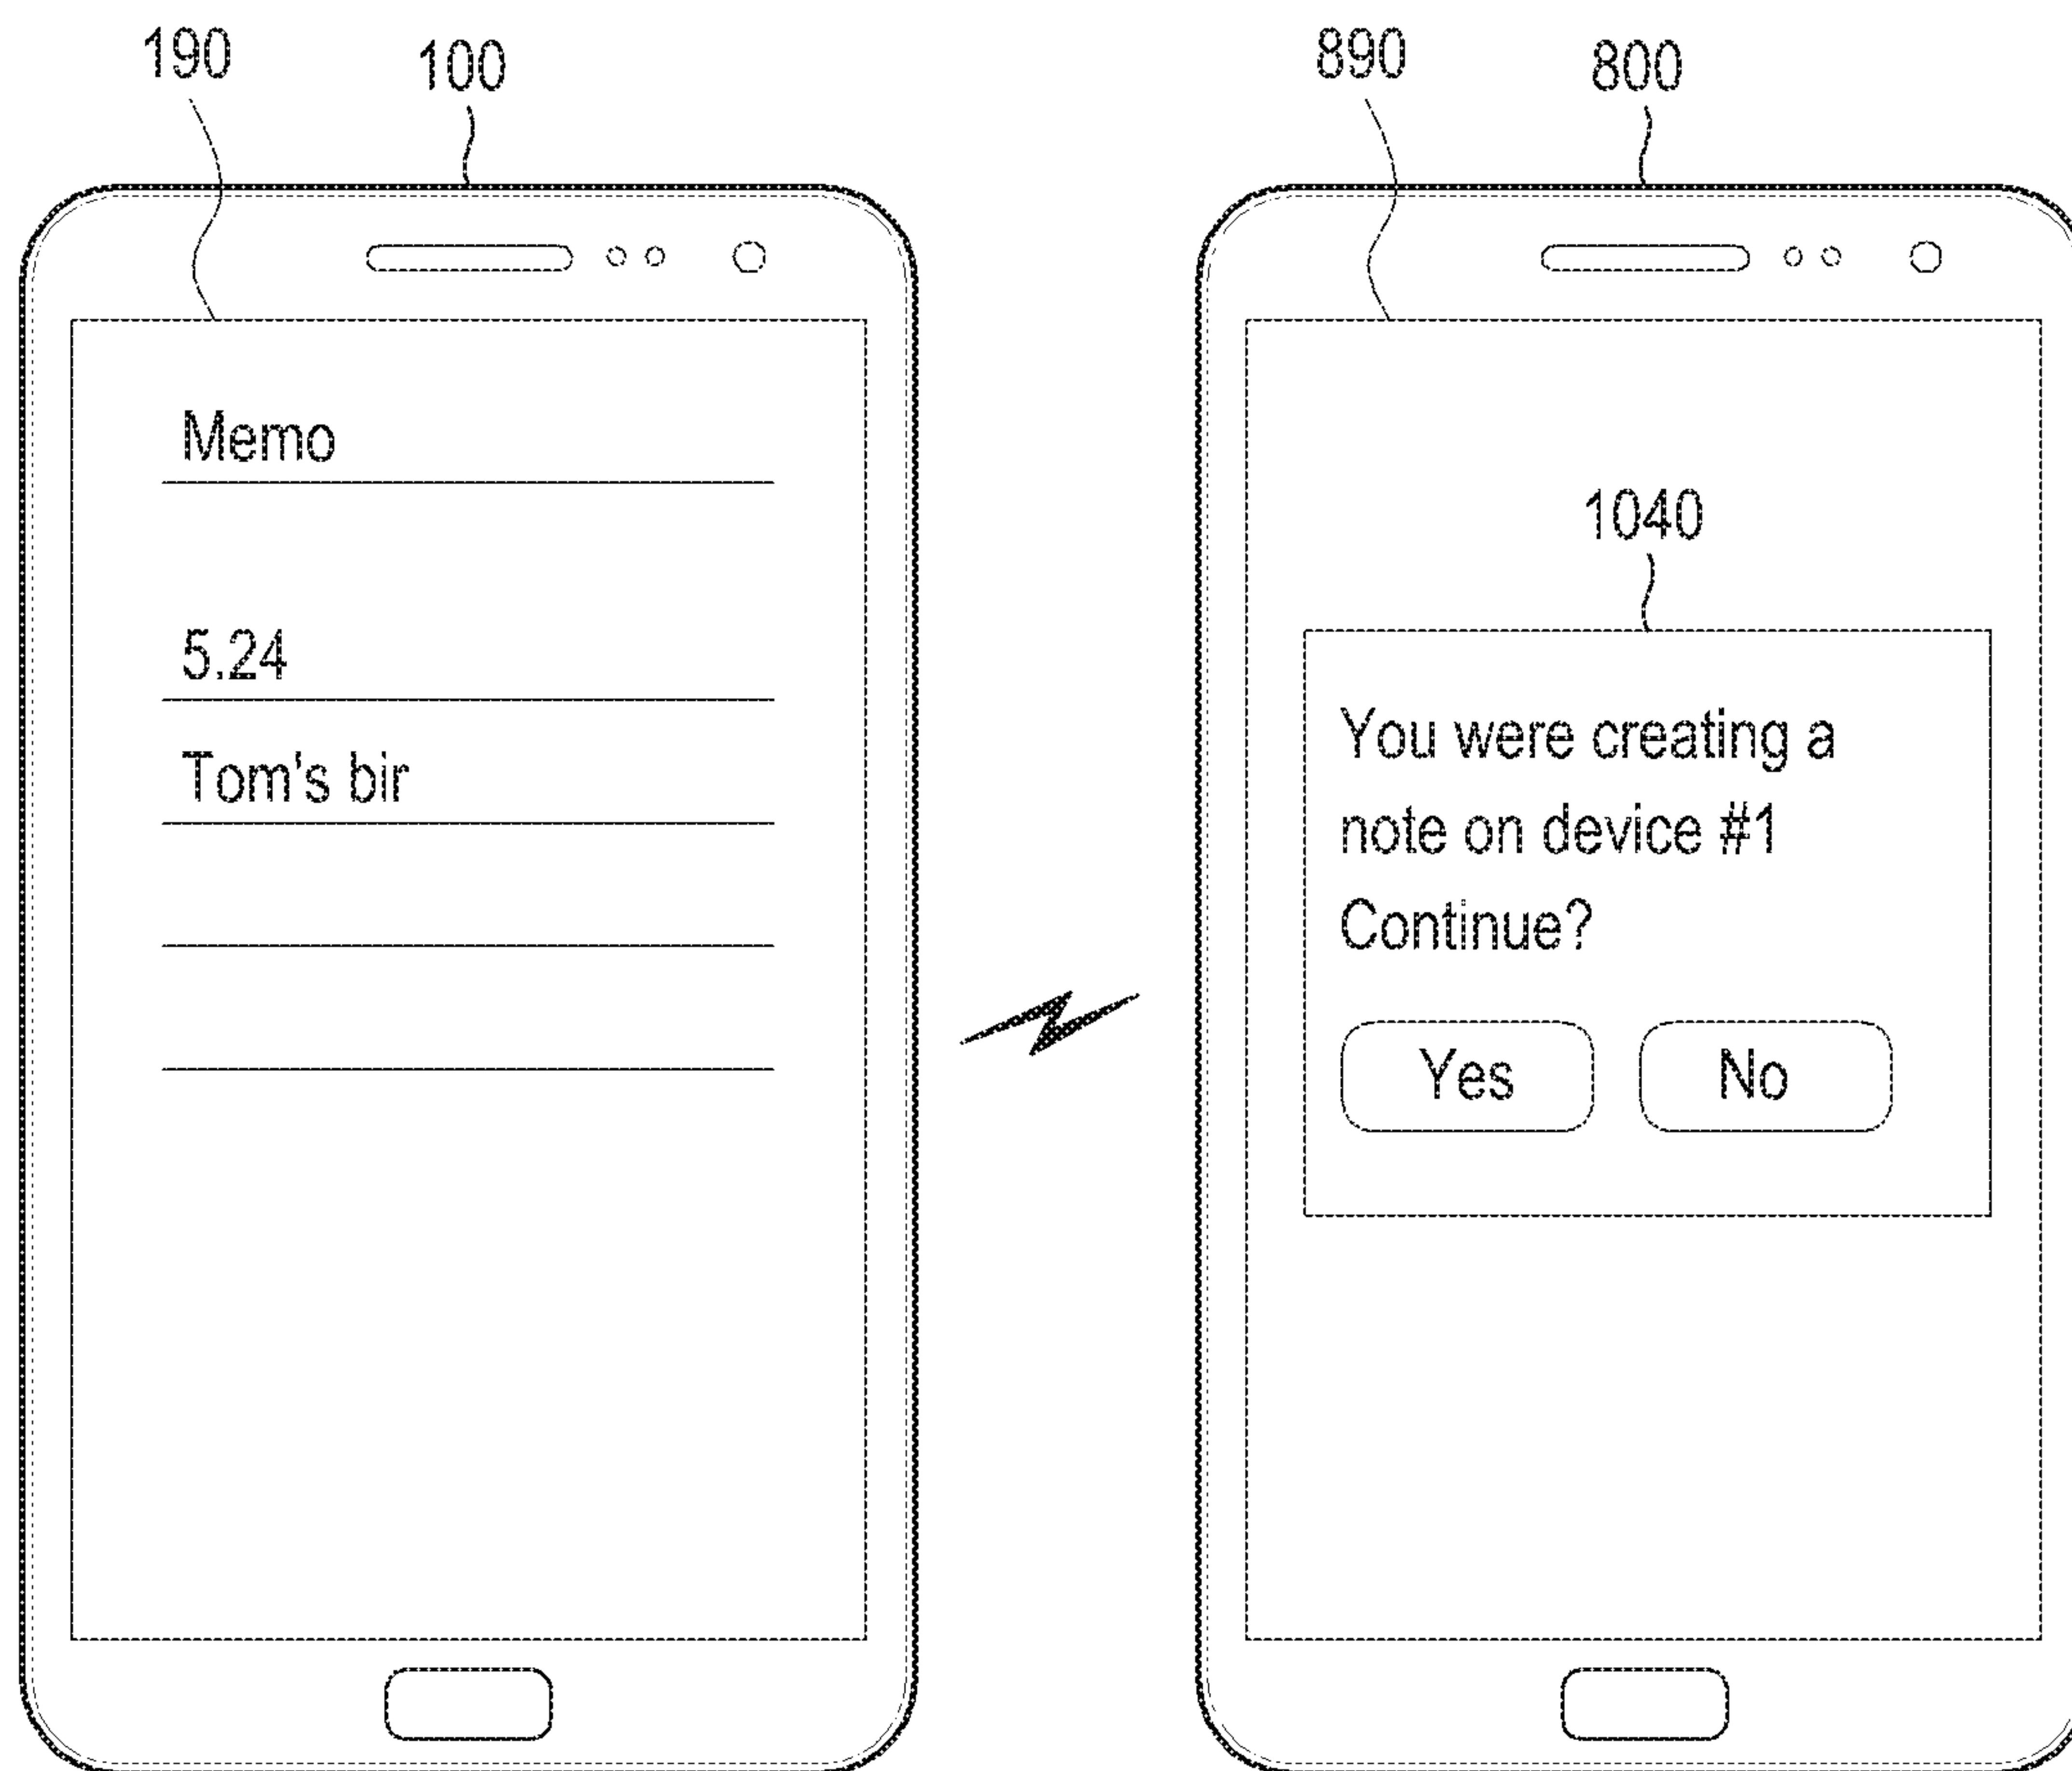 190
100
890
800
Memo
5.24
Tom's bir
1040
You were creating a
note on device #1
Continue?
Yes
No